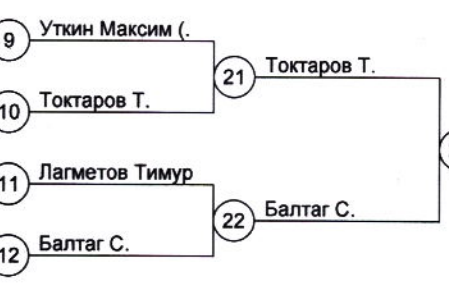 9 Уткин Максим (.
21 Токтаров Т.
10 Токтаров Т.
11 Лагметов Тимур
22 Балтаг С.
12 Балтаг С.